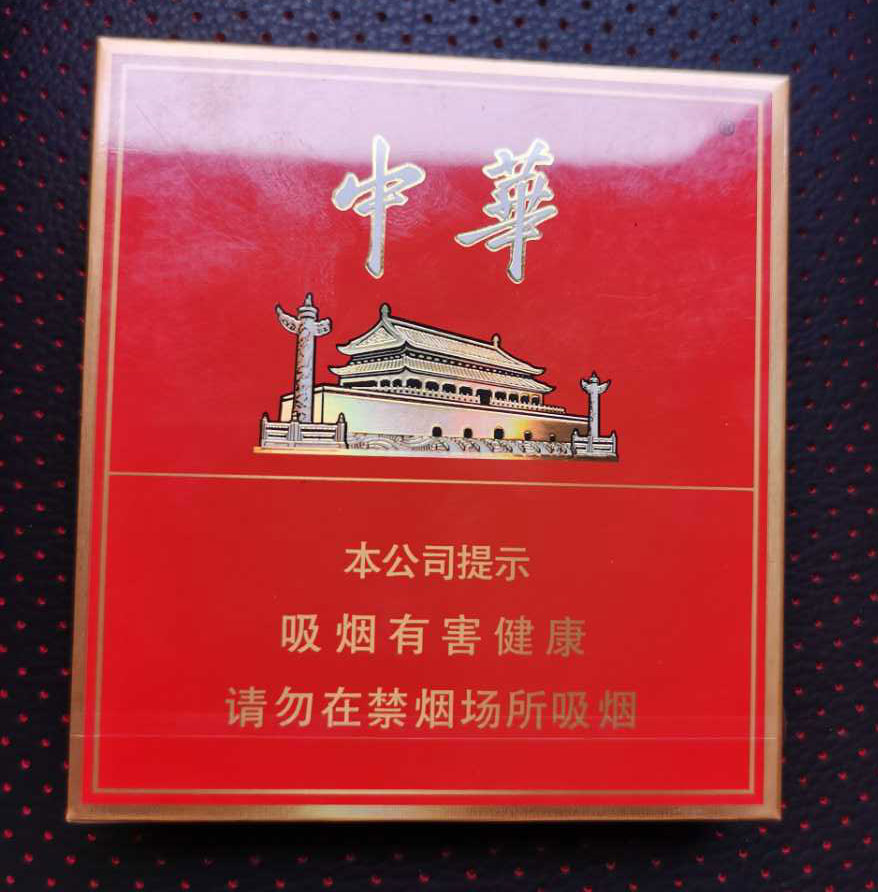 中華
本公司提示
吸烟有害健康
请勿在禁烟场所吸烟